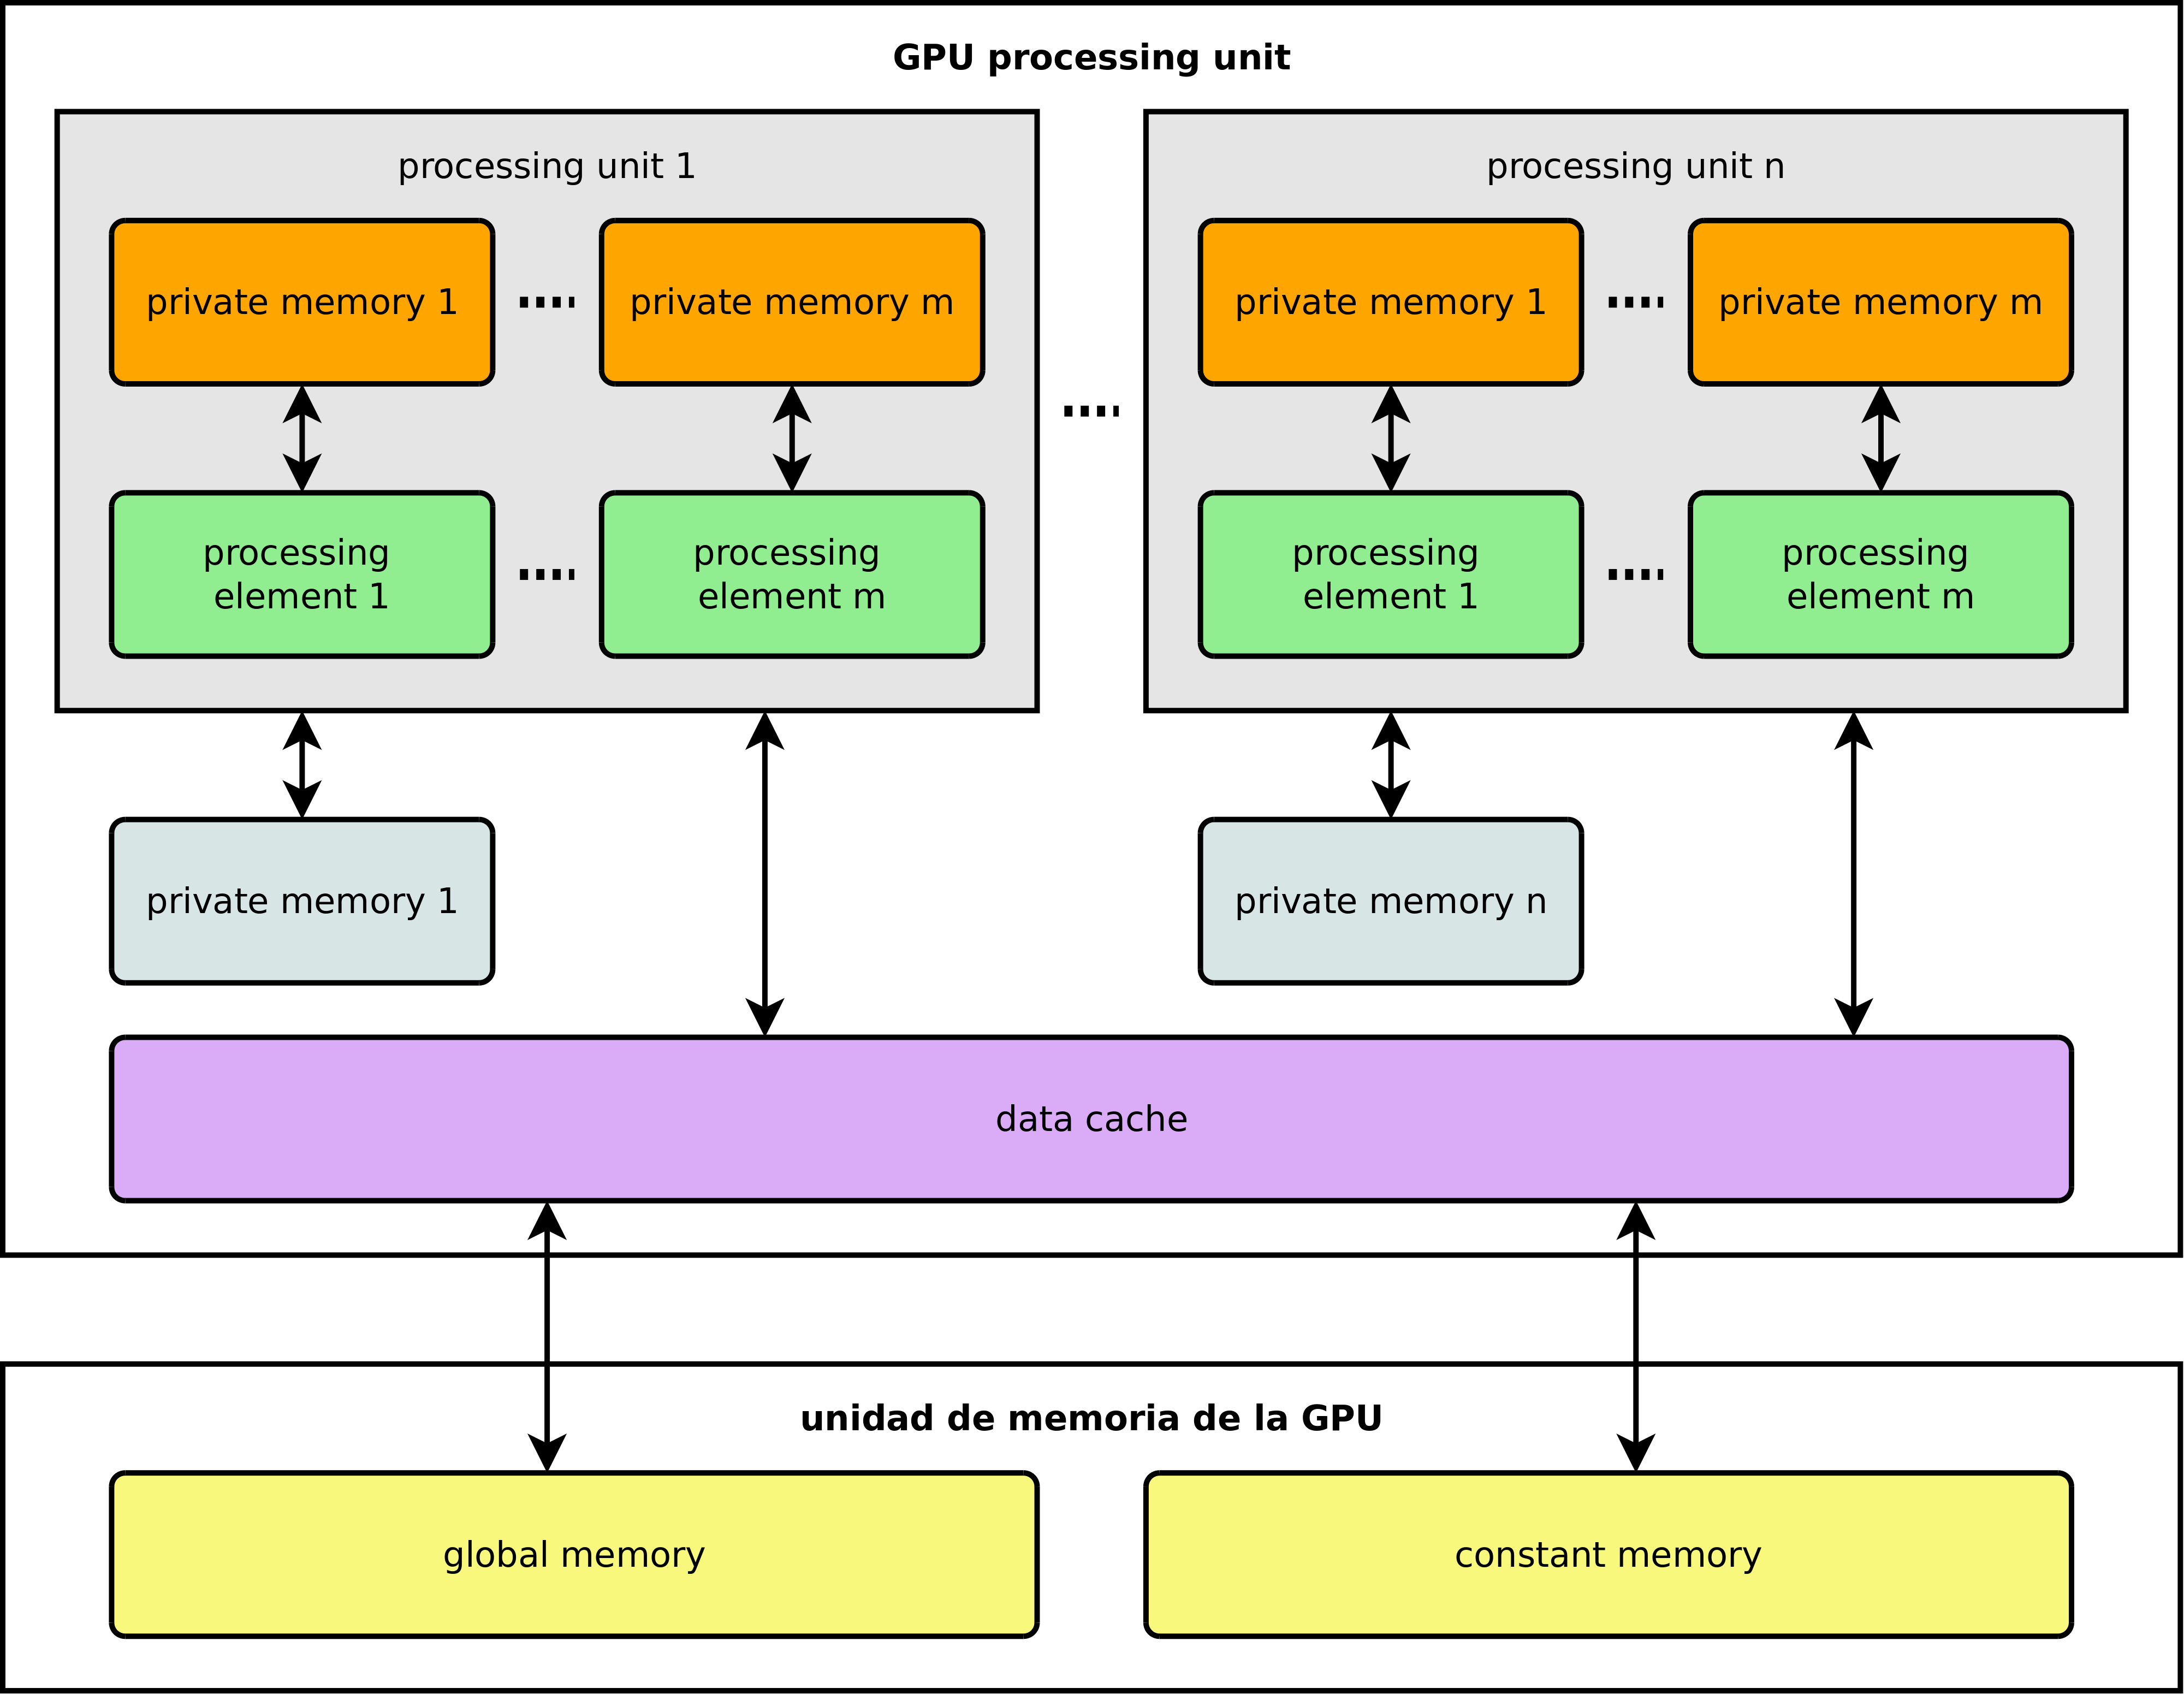 GPU processing unit
processing unit 1
private memory 1
....
private memory m
processing
element 1
....
processing
element m
....
processing unit n
private memory 1
....
private memory m
processing
element 1
....
processing
element m
private memory 1
private memory n
data cache
unidad de memoria de la GPU
global memory
constant memory